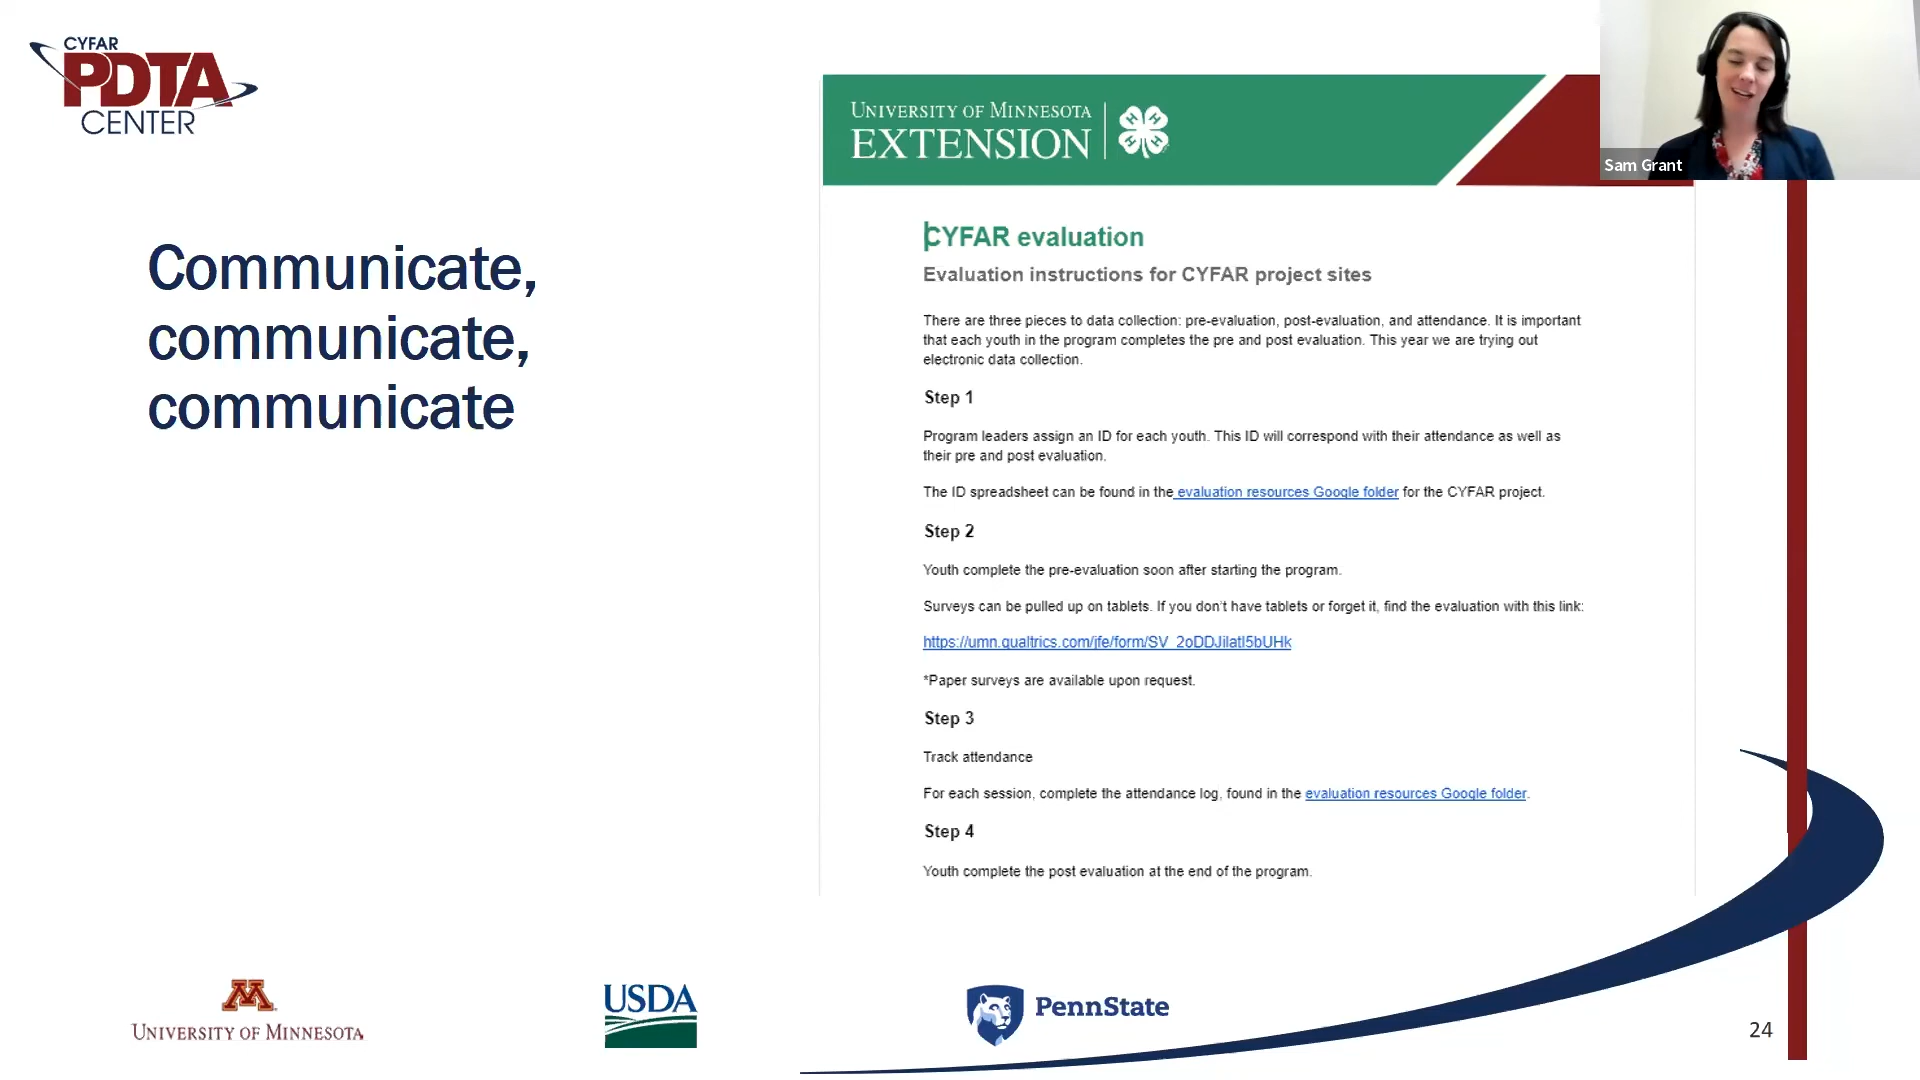 CYFAR
PDTA
CENTER
Communicate,
communicate,
communicate
UNIVERSITY OF MINNESOTA
EXTENSION
H H H H
Sam Grant
CYFAR evaluation
Evaluation instructions for CYFAR project sites
There are three pieces to data collection: pre-evaluation, post-evaluation, and attendance. It is important
that each youth in the program completes the pre and post evaluation. This year we are trying out
electronic data collection.
Step 1
Program leaders assign an ID for each youth. This ID will correspond with their attendance as well as
their pre and post evaluation.
The ID spreadsheet can be found in the evaluation resources Google folder for the CYFAR project.
Step 2
Youth complete the pre-evaluation soon after starting the program.
Surveys can be pulled up on tablets. If you don't have tablets or forget it, find the evaluation with this link:
https://umn.qualtrics.com/jfe/form/SV_2oDDJilatI5bUHk
*Paper surveys are available upon request.
Step 3
Track attendance
For each session, complete the attendance log, found in the evaluation resources Google folder.
Step 4
Youth complete the post evaluation at the end of the program.
M
UNIVERSITY OF MINNESOTA
USDA
PennState
24